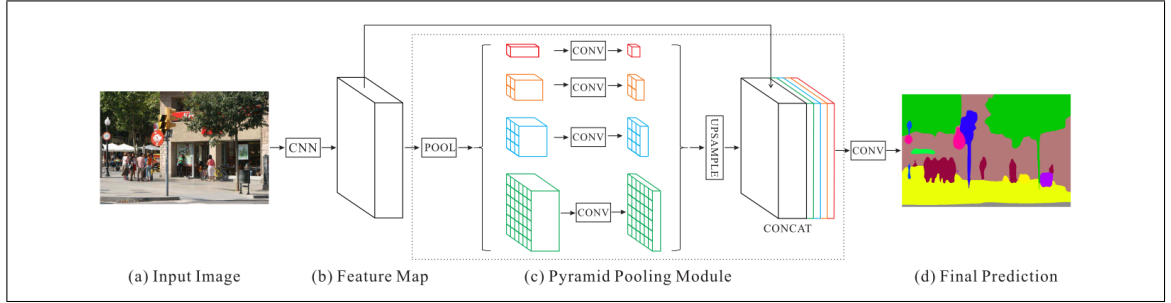 CONV
CONV
CNN
POOL
CONV
UPSAMPLE
CONV
CONV
CONCAT
(a) Input Image
(b) Feature Map
(c) Pyramid Pooling Module
(d) Final Prediction